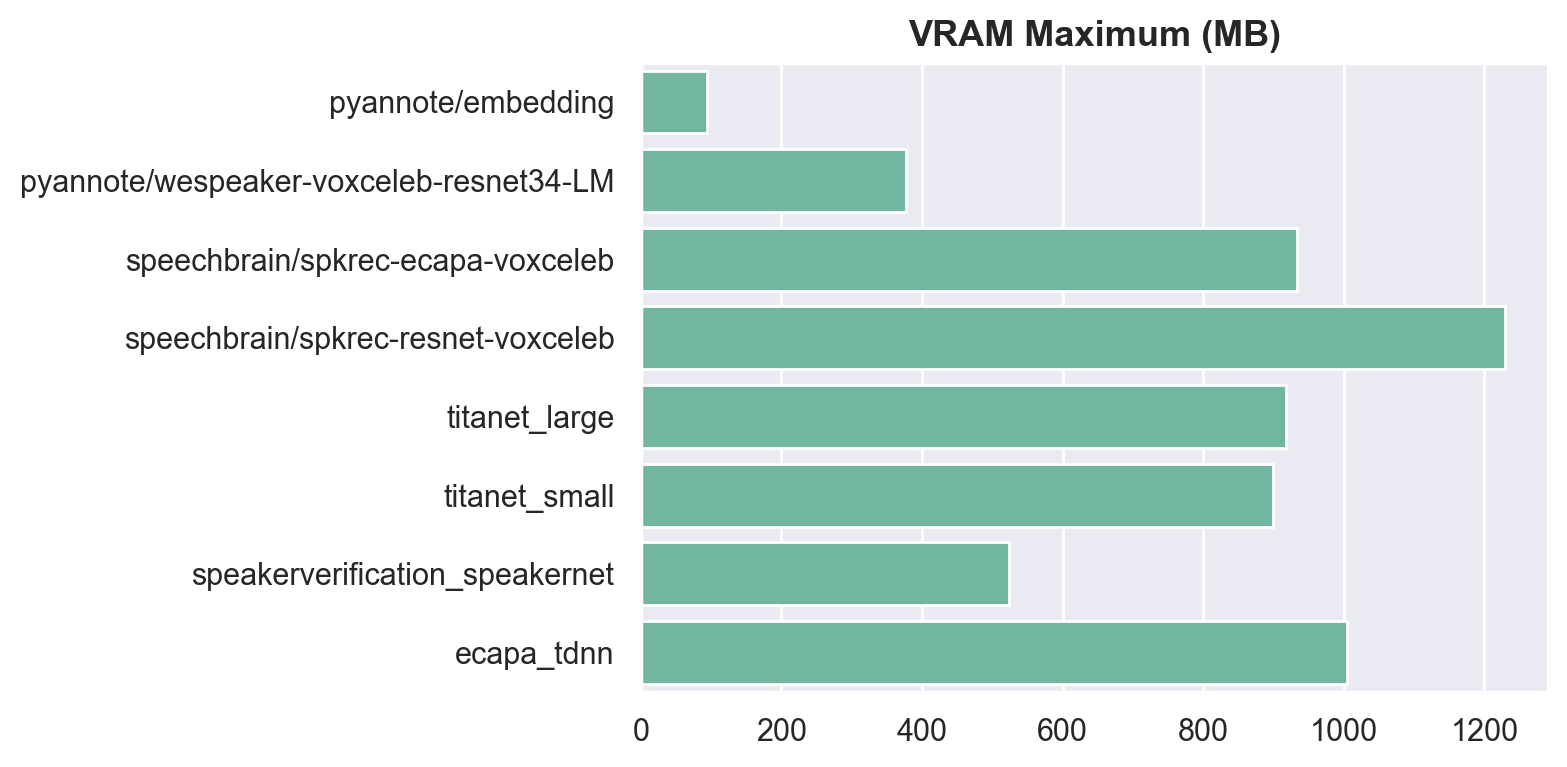 VRAM Maximum (MB)
pyannote/embedding
pyannote/wespeaker-voxceleb-resnet34-LM
speechbrain/spkrec-ecapa-voxceleb
speechbrain/spkrec-resnet-voxceleb
titanet_large
titanet_small
speakerverification_speakernet
ecapa_tdnn
0 200 400 600 800 1000 1200